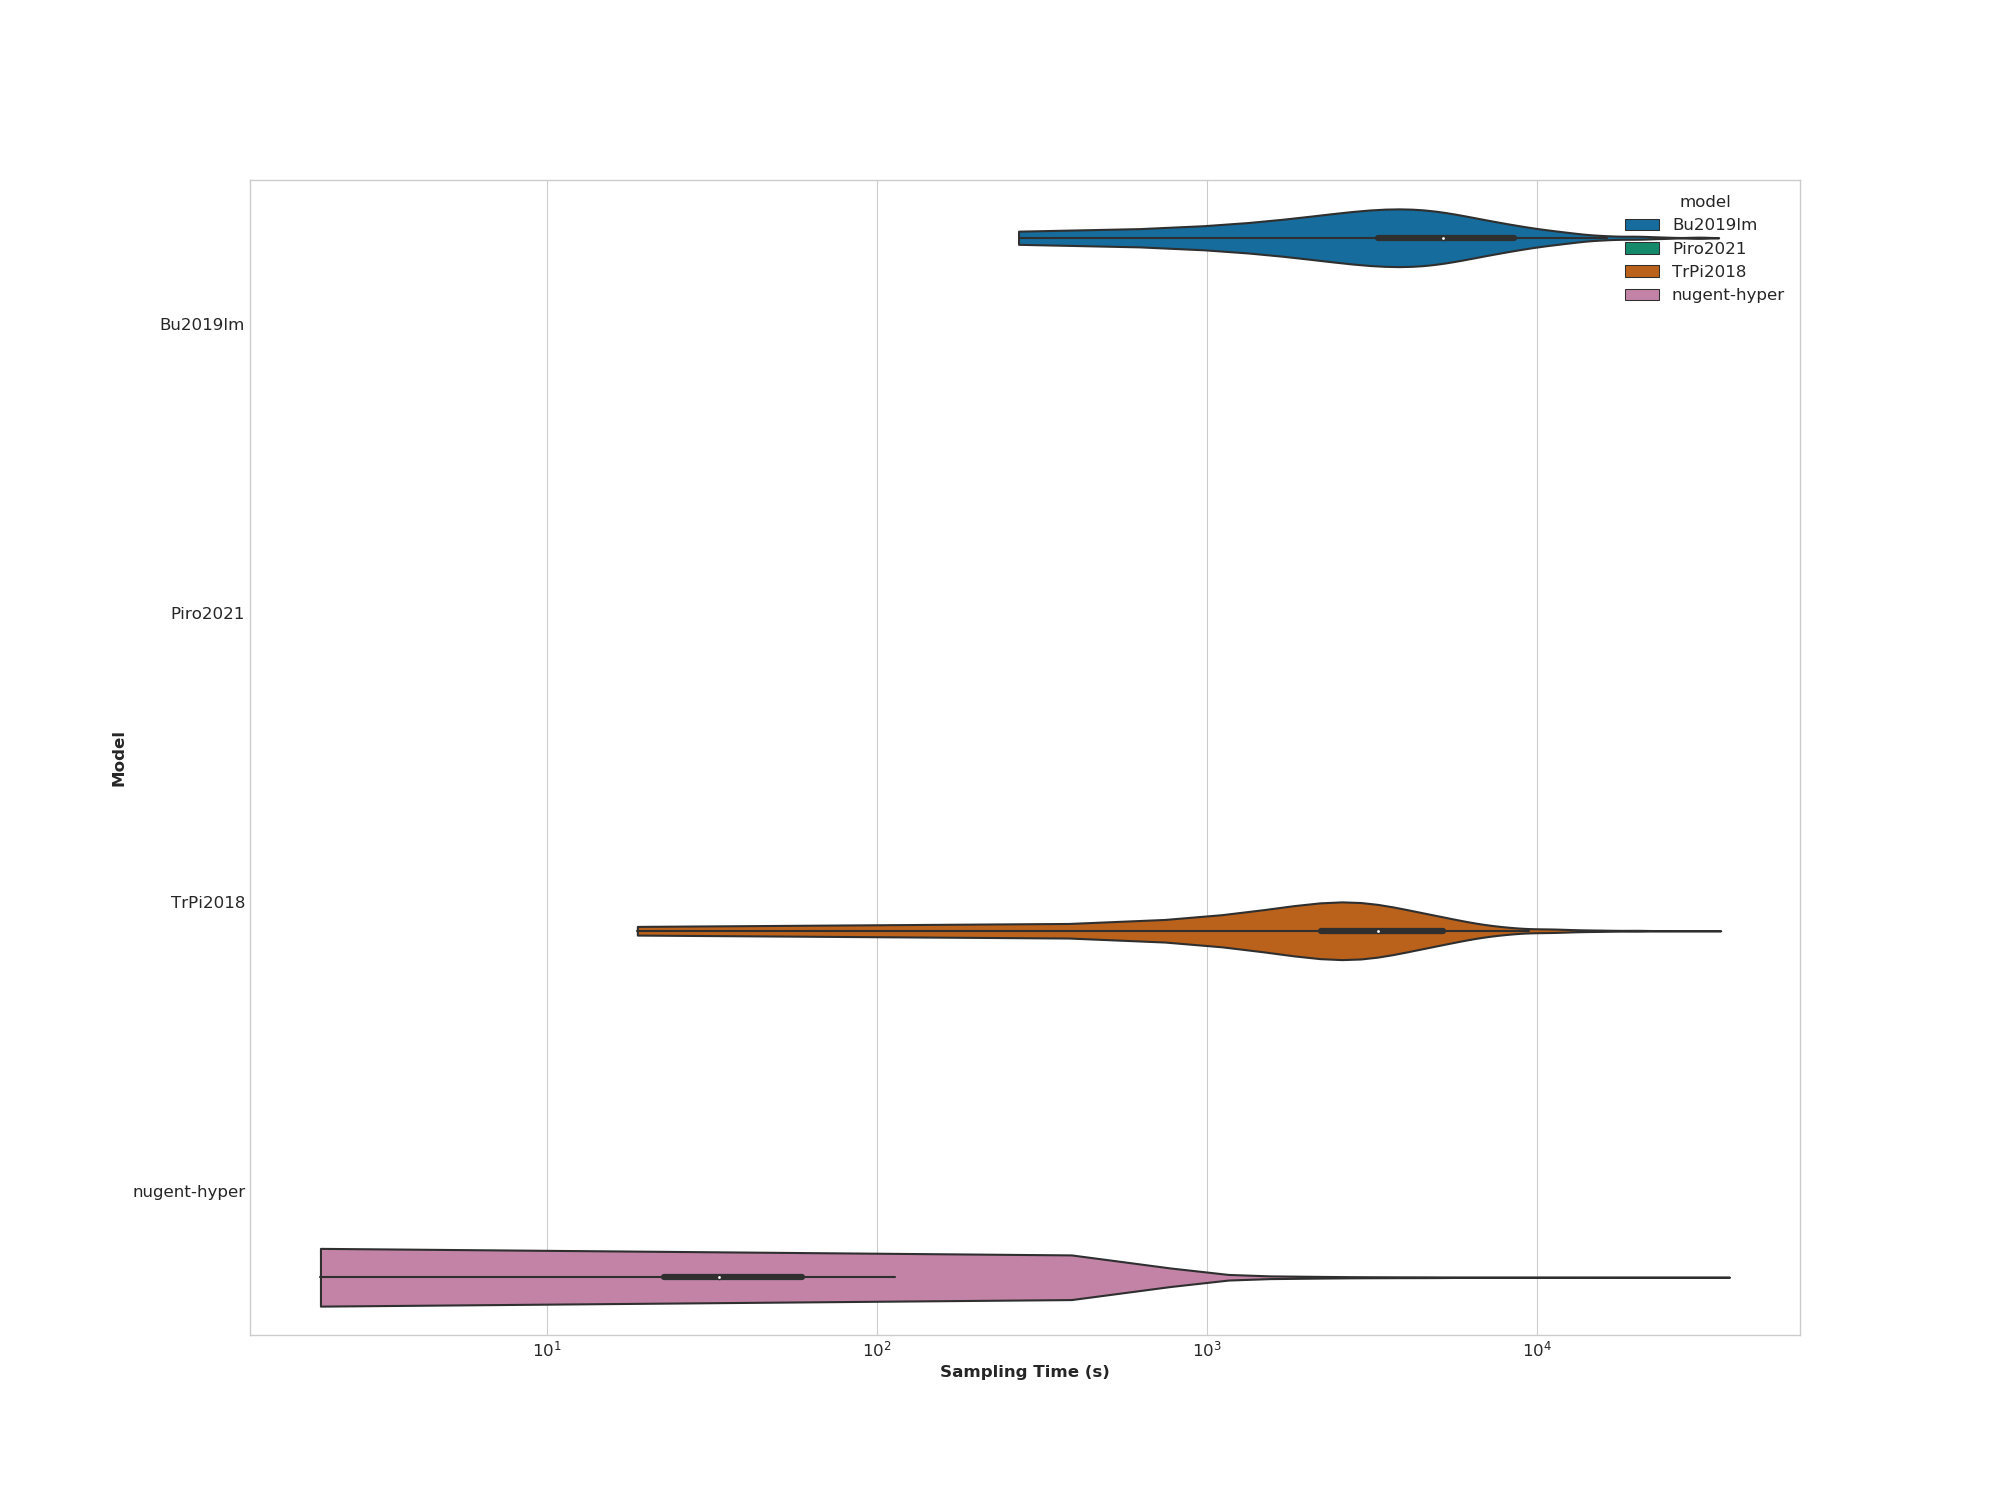 model
Bu2019lm
Piro2021
TrPi2018
nugent-hyper
Bu2019lm
Piro2021
TrPi2018
nugent-hyper
Model
10¹ 10² 10³ 10⁴
Sampling Time (s)